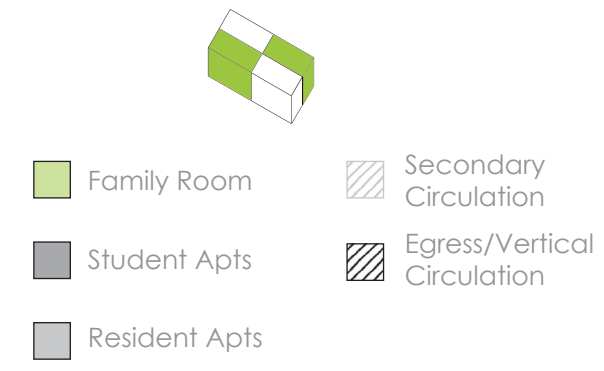 Family Room
Student Apts
Resident Apts
Secondary
Circulation
Egress/Vertical
Circulation